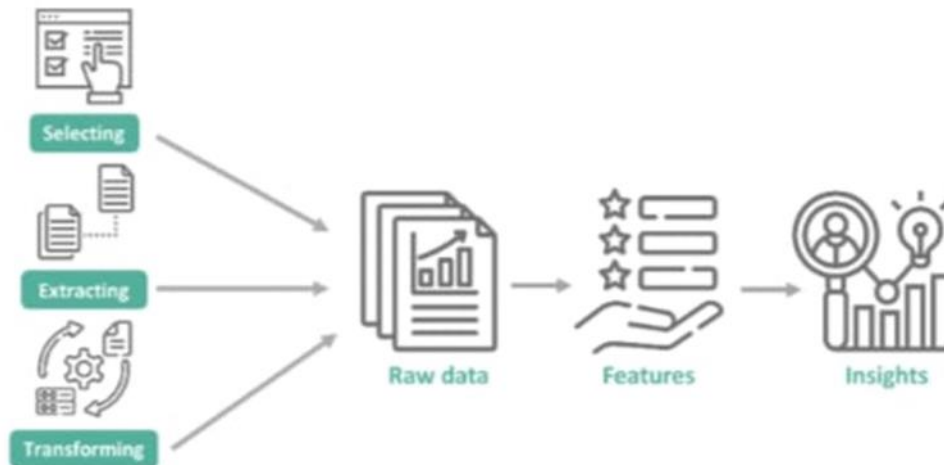 Selecting
Extracting
Transforming
Raw data
Features
Insights